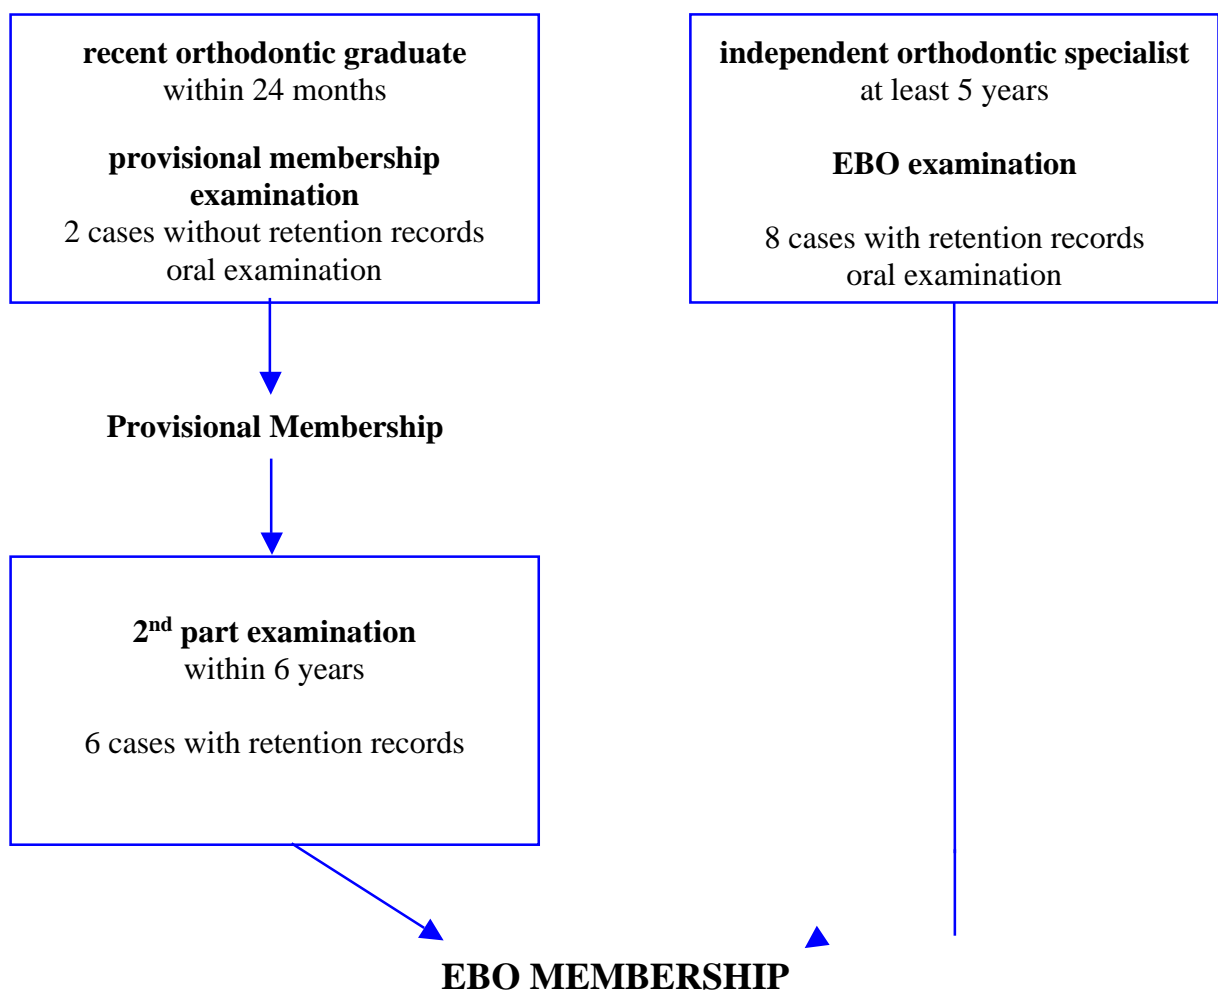 recent orthodontic graduate
within 24 months
provisional membership
examination
2 cases without retention records
oral examination
independent orthodontic specialist
at least 5 years
EBO examination
8 cases with retention records
oral examination
Provisional Membership
2nd part examination
within 6 years
6 cases with retention records
EBO MEMBERSHIP